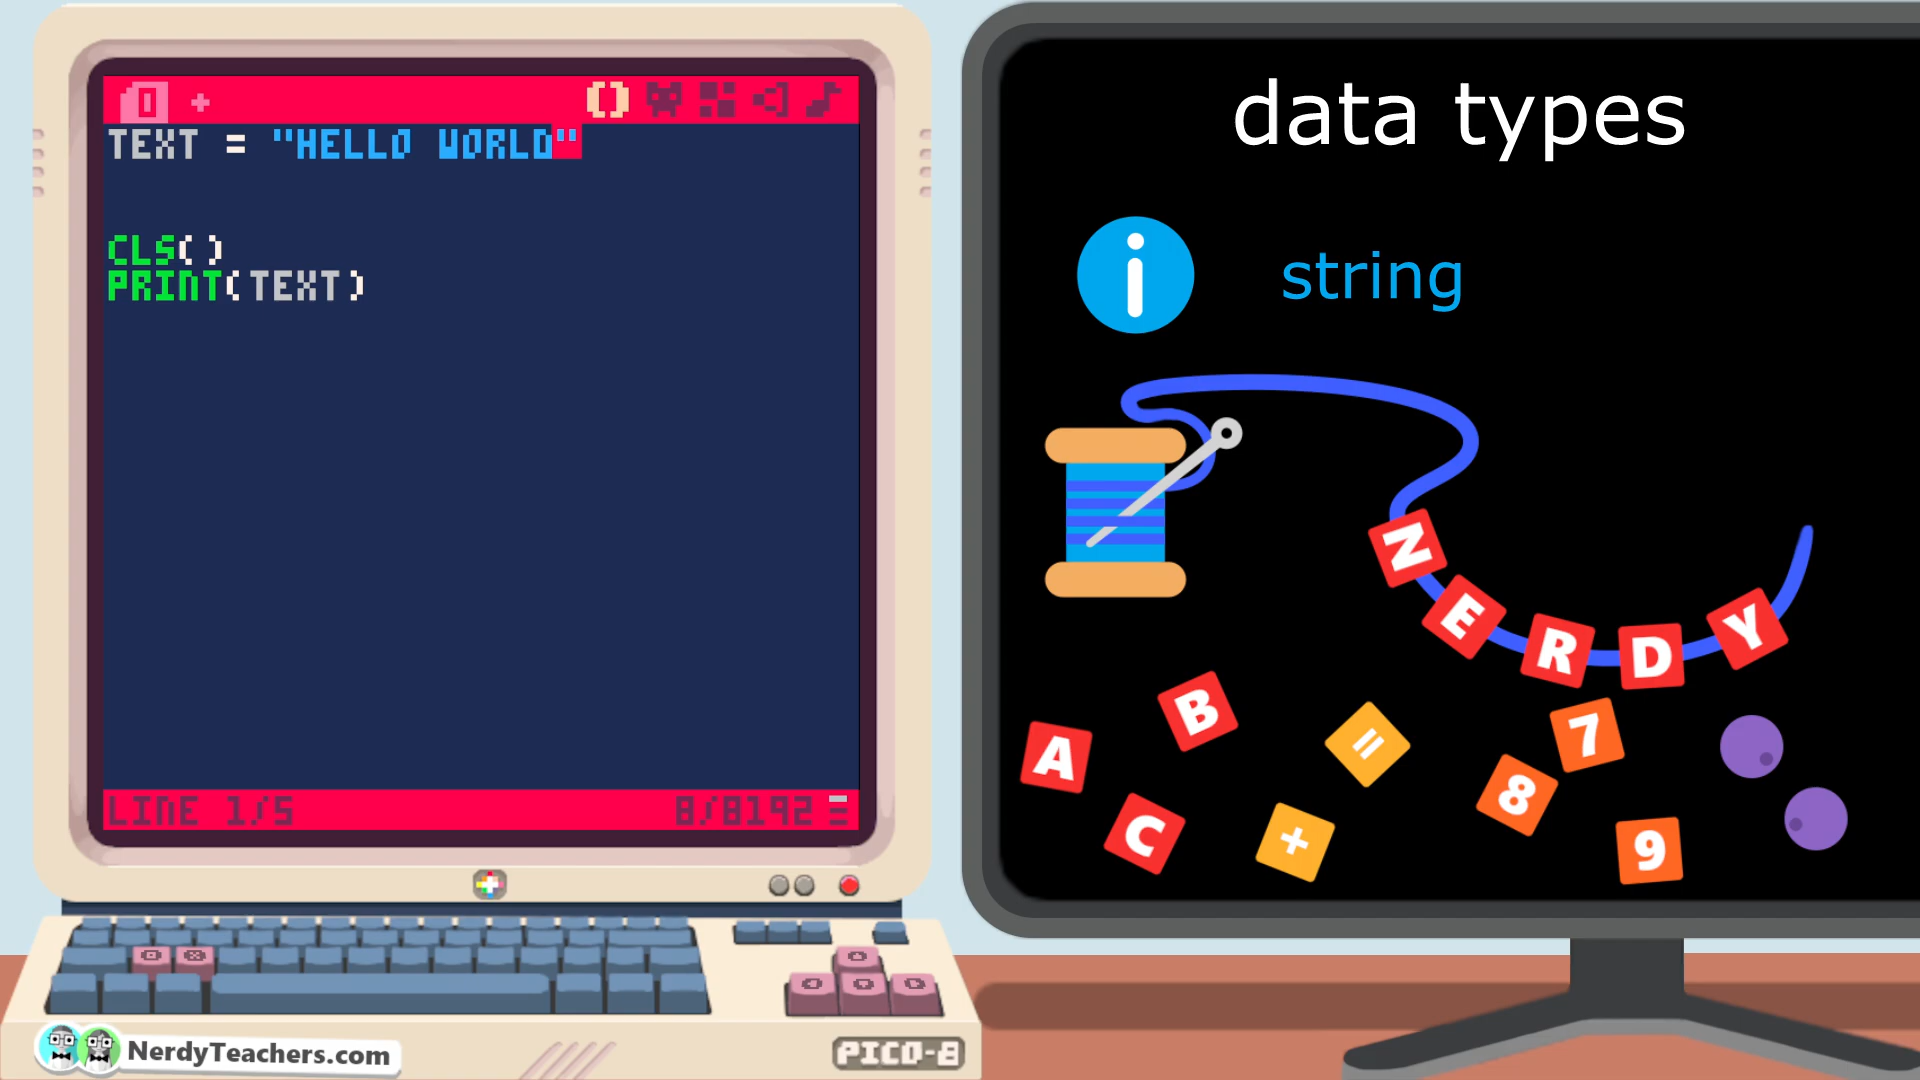 TEXT = "HELLO WORLD"
CLS()
PRINT(TEXT)
LINE 1/5 8/8192
NerdyTeachers.com
PICO-8
data types
i string
N E R D Y
A B = 7
C + 8 9